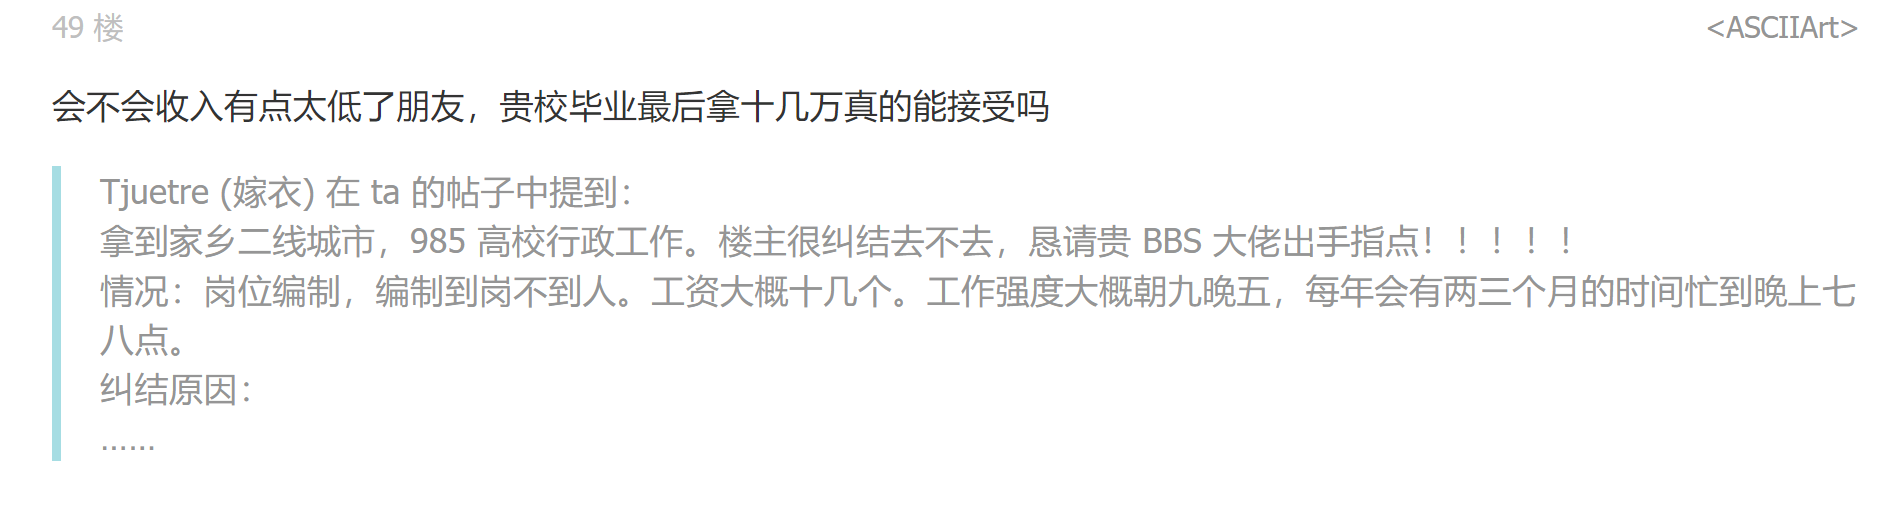 49 楼
<ASCIIArt>
会不会收入有点太低了朋友，贵校毕业最后拿十几万真的能接受吗
Tjuetre (嫁衣) 在 ta 的帖子中提到：
拿到家乡二线城市，985 高校行政工作。楼主很纠结去不去，恳请贵 BBS 大佬出手指点！！！！！
情况：岗位编制，编制到岗不到人。工资大概十几个。工作强度大概朝九晚五，每年会有两三个月的时间忙到晚上七
八点。
纠结原因：
……